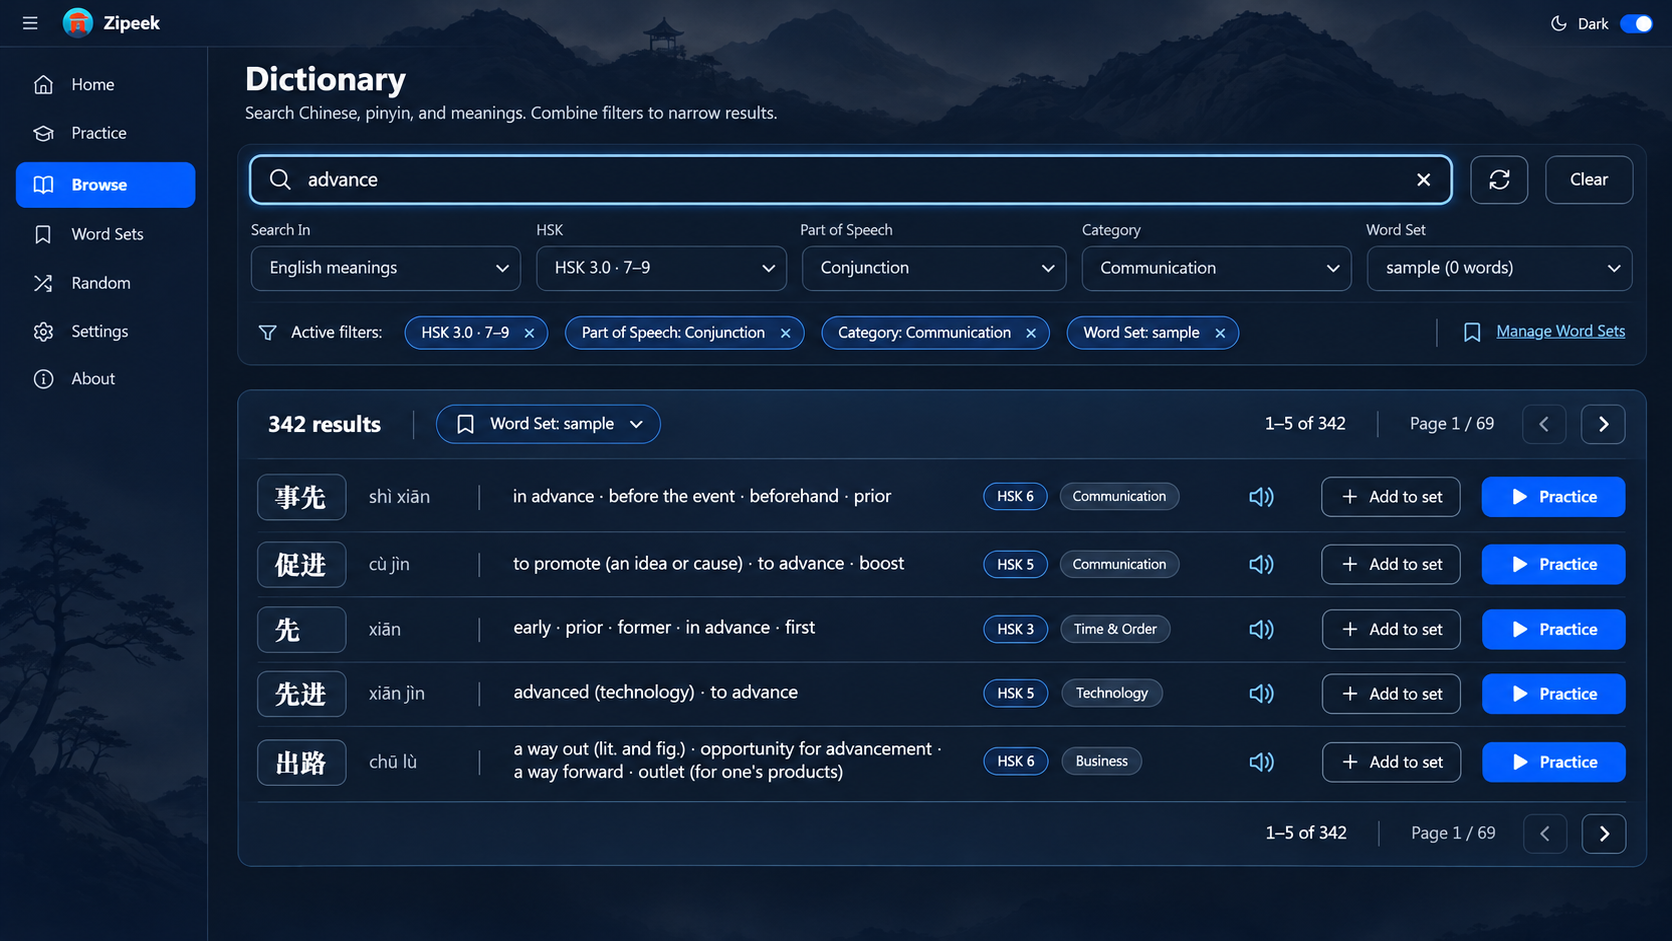 Zipeek
Dark
Home
Practice
Browse
Word Sets
Random
Settings
About
Dictionary
Search Chinese, pinyin, and meanings. Combine filters to narrow results.
advance
Clear
Search In
HSK
Part of Speech
Category
Word Set
English meanings
HSK 3.0 · 7–9
Conjunction
Communication
sample (0 words)
Active filters:
HSK 3.0 · 7–9
Part of Speech: Conjunction
Category: Communication
Word Set: sample
Manage Word Sets
342 results
Word Set: sample
1–5 of 342
Page 1 / 69
事先 shì xiān in advance · before the event · beforehand · prior HSK 6 Communication + Add to set Practice
促进 cù jìn to promote (an idea or cause) · to advance · boost HSK 5 Communication + Add to set Practice
先 xiān early · prior · former · in advance · first HSK 3 Time & Order + Add to set Practice
先进 xiān jìn advanced (technology) · to advance HSK 5 Technology + Add to set Practice
出路 chū lù a way out (lit. and fig.) · opportunity for advancement ·
a way forward · outlet (for one's products) HSK 6 Business + Add to set Practice
1–5 of 342
Page 1 / 69